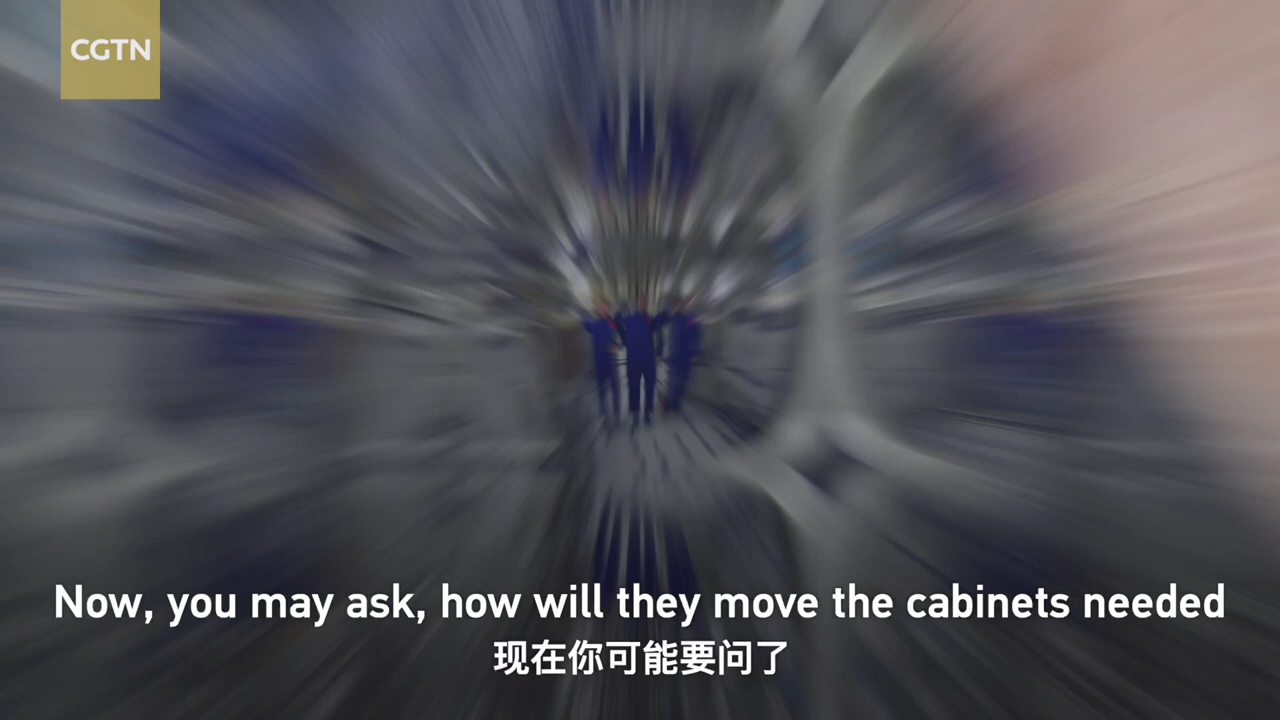 CGTN
Now, you may ask, how will they move the cabinets needed
现在你可能要问了